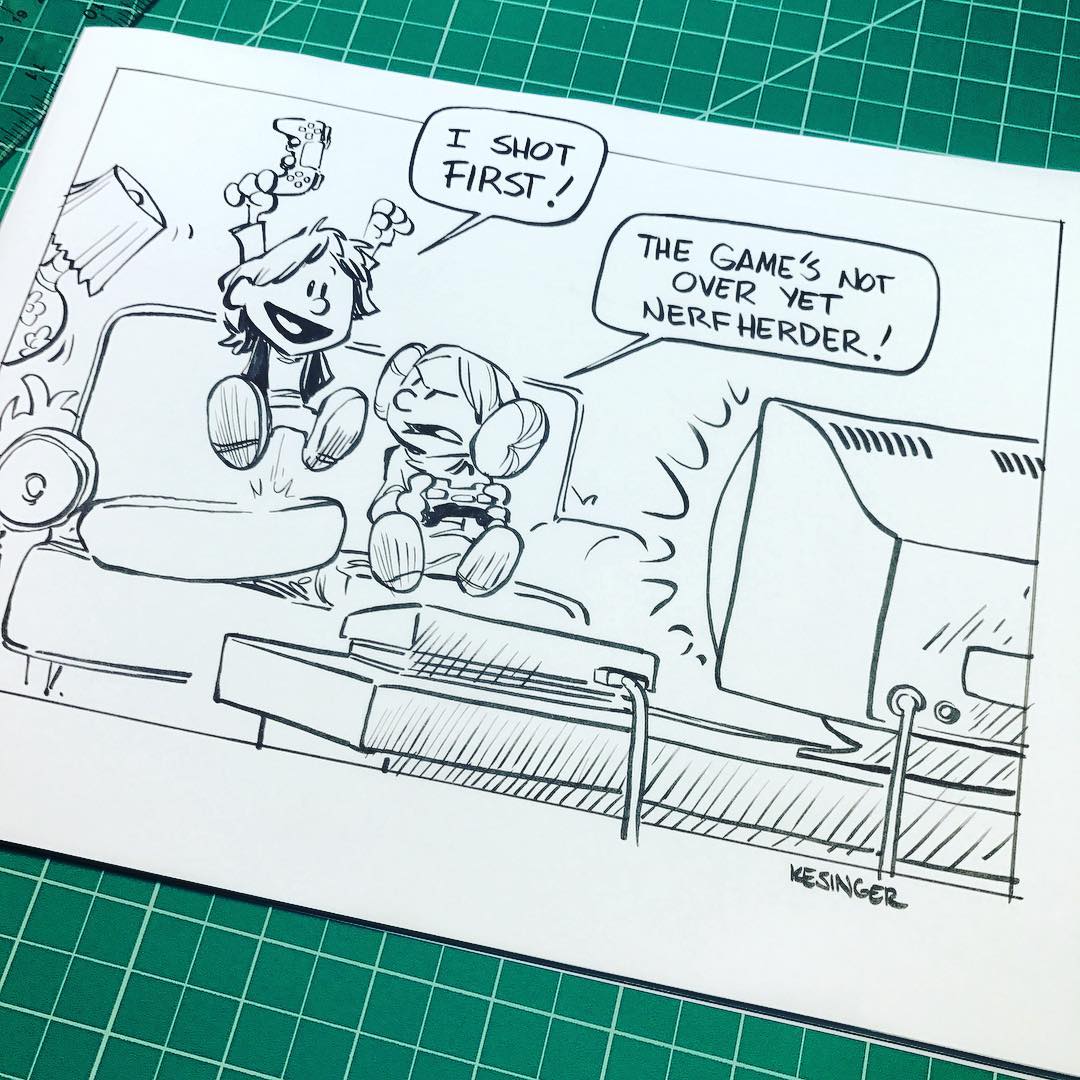 I SHOT
FIRST!
THE GAME'S NOT
OVER YET
NERFHERDER!
KESINGER